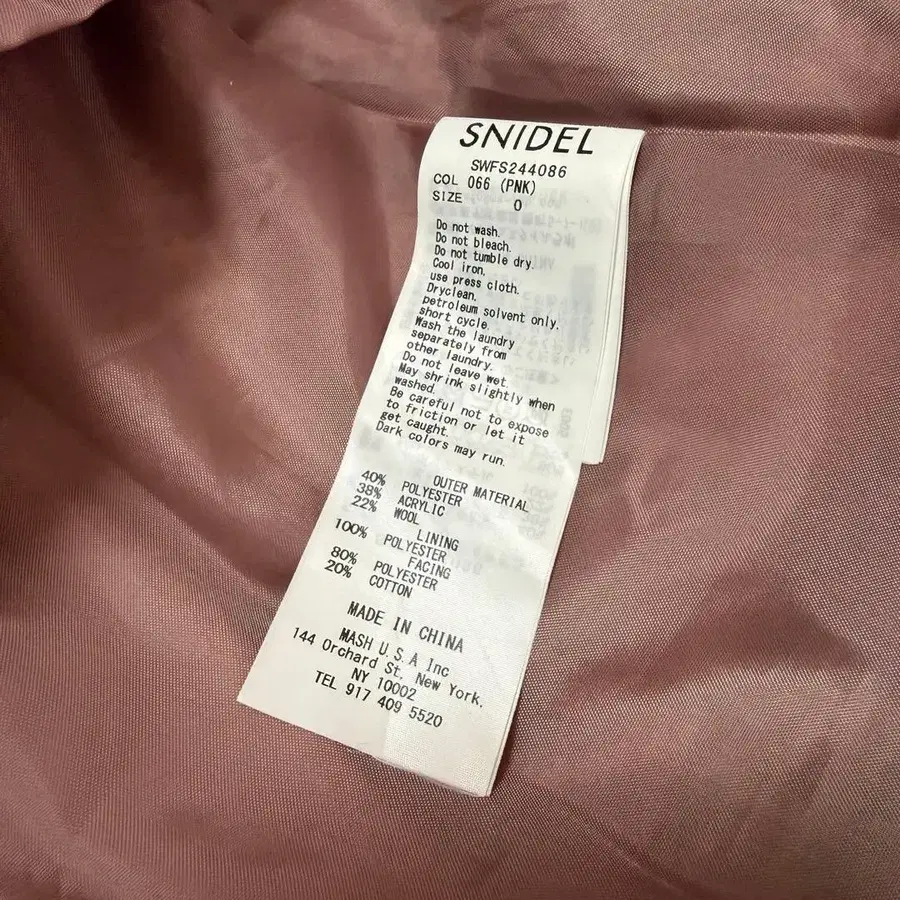 SNIDEL
SWFS244086
COL 066 (PNK)
SIZE 0
Do not wash.
Do not bleach.
Do not tumble dry.
Cool iron.
use press cloth.
Dryclean.
petroleum solvent only.
short cycle.
Wash the laundry
separately from
other laundry.
Do not leave wet.
May shrink slightly when
washed.
Be careful not to expose
to friction or let it
get caught.
Dark colors may run.
OUTER MATERIAL
40% POLYESTER
38% ACRYLIC
22% WOOL
LINING
100% POLYESTER
FACING
80% POLYESTER
20% COTTON
MADE IN CHINA
MASH U.S.A Inc
144 Orchard St. New York.
NY 10002
TEL 917 409 5520